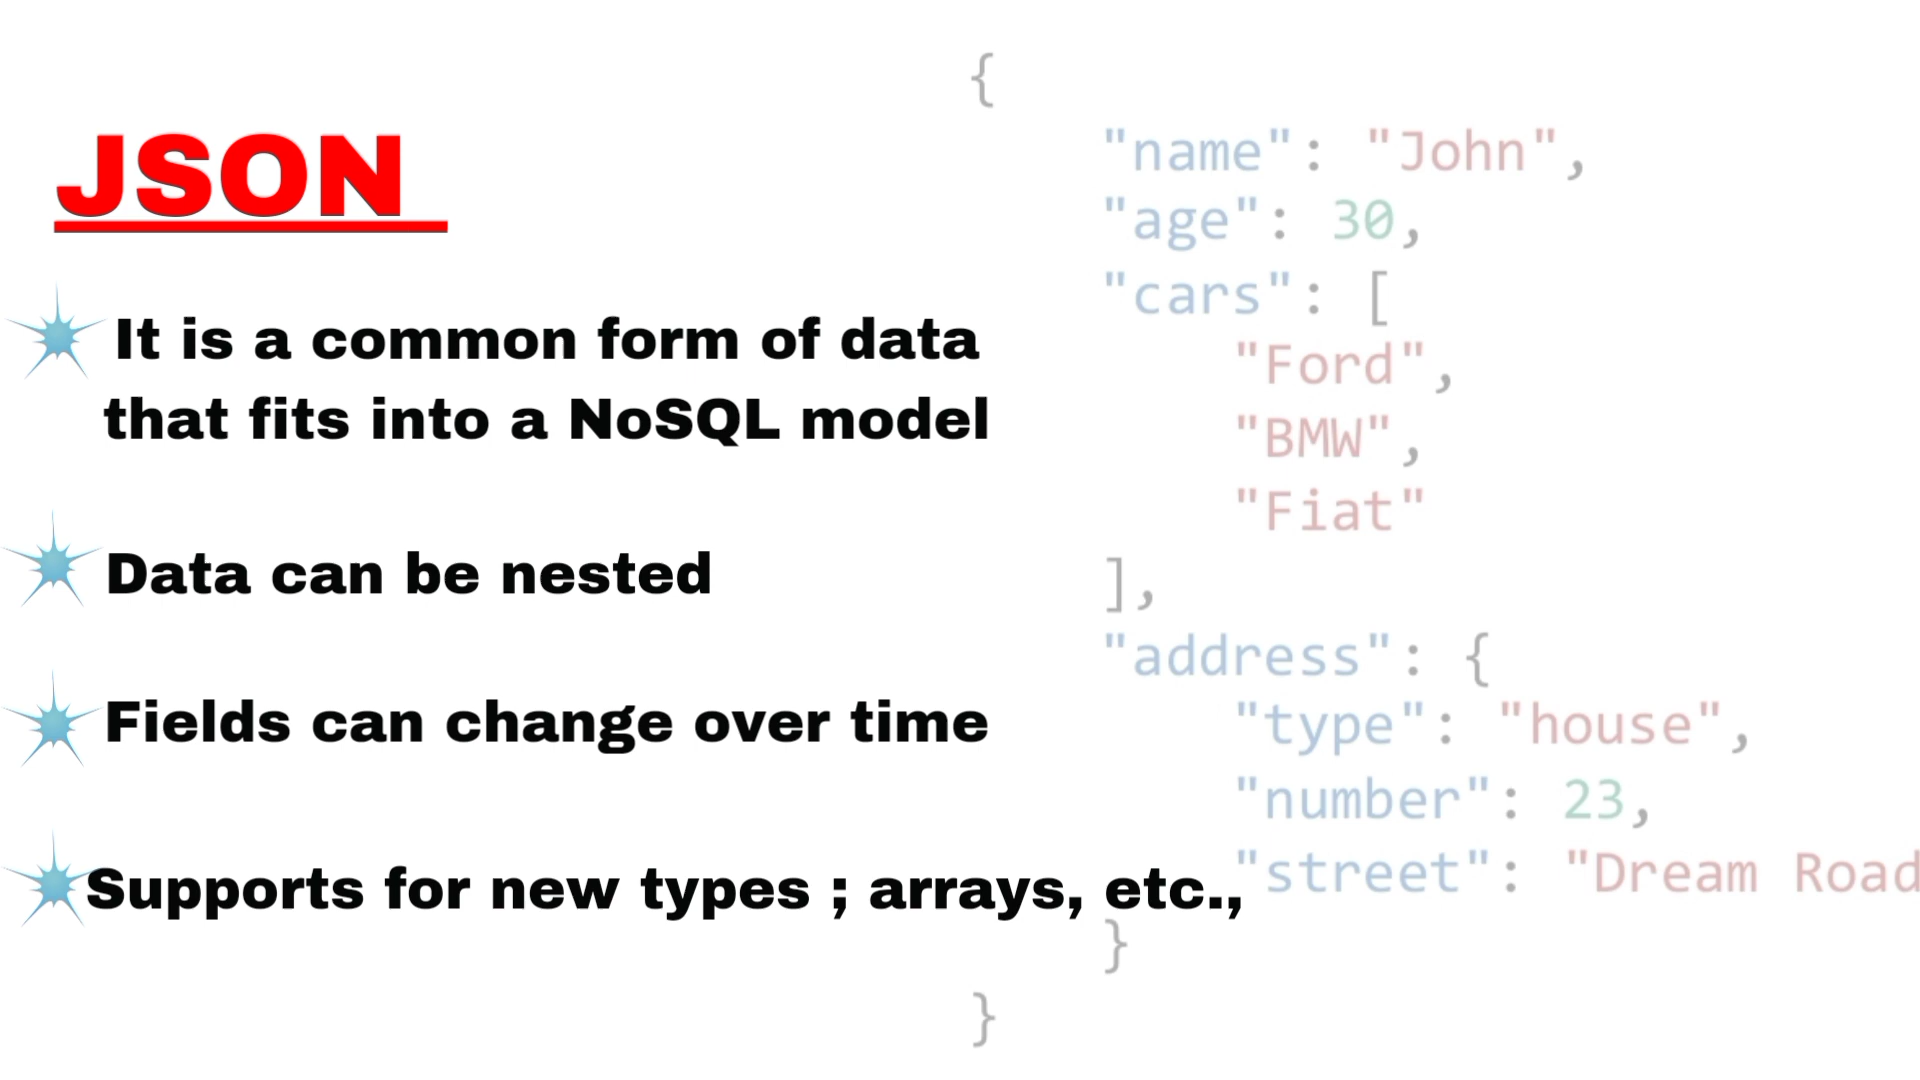 JSON
It is a common form of data
that fits into a NoSQL model
Data can be nested
Fields can change over time
Supports for new types ; arrays, etc.,
{
"name": "John",
"age": 30,
"cars": [
"Ford",
"BMW",
"Fiat"
],
"address": {
"type": "house",
"number": 23,
"street": "Dream Road
}
}